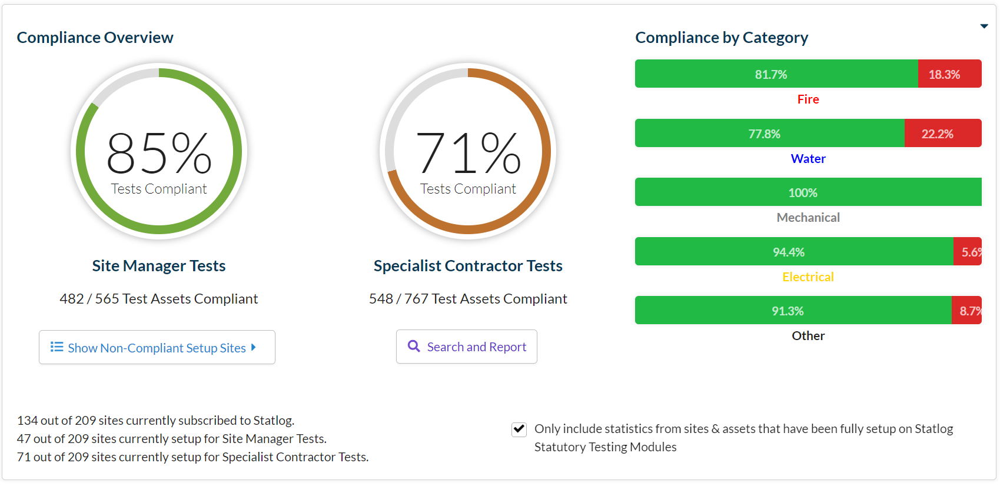 Compliance Overview
85%
Tests Compliant
Site Manager Tests
482 / 565 Test Assets Compliant
Show Non-Compliant Setup Sites
71%
Tests Compliant
Specialist Contractor Tests
548 / 767 Test Assets Compliant
Search and Report
Compliance by Category
81.7% 18.3%
Fire
77.8% 22.2%
Water
100%
Mechanical
94.4% 5.6%
Electrical
91.3% 8.7%
Other
134 out of 209 sites currently subscribed to Statlog.
47 out of 209 sites currently setup for Site Manager Tests.
71 out of 209 sites currently setup for Specialist Contractor Tests.
Only include statistics from sites & assets that have been fully setup on Statlog
Statutory Testing Modules